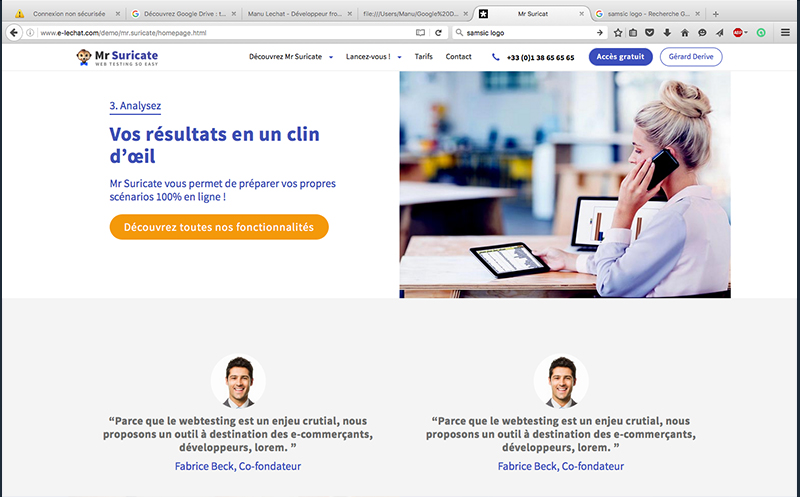 Connexion non sécurisée
Découvrez Google Drive : t...
Manu Lechat - Développeur fro...
file:///Users/Manu/Google%20D...
Mr Suricat
samsic logo - Recherche G...
www.e-lechat.com/demo/mr.suricate/homepage.html
samsic logo
ABP
Mr Suricate
WEB TESTING SO EASY
Découvrez Mr Suricate
Lancez-vous !
Tarifs
Contact
+33 (0)1 38 65 65 65
Accès gratuit
Gérard Derive
3. Analysez
Vos résultats en un clin
d’œil
Mr Suricate vous permet de préparer vos propres
scénarios 100% en ligne !
Découvrez toutes nos fonctionnalités
“Parce que le webtesting est un enjeu crutial, nous
proposons un outil à destination des e-commerçants,
développeurs, lorem. ”
Fabrice Beck, Co-fondateur
“Parce que le webtesting est un enjeu crutial, nous
proposons un outil à destination des e-commerçants,
développeurs, lorem. ”
Fabrice Beck, Co-fondateur